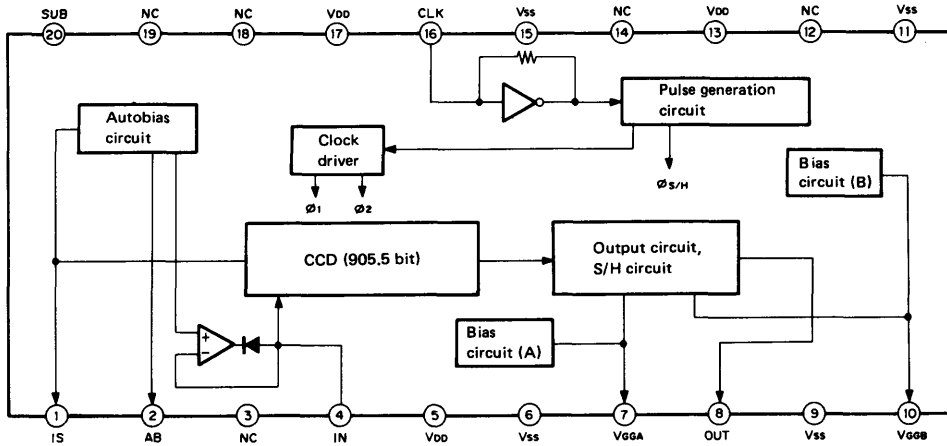 SUB NC NC VDD CLK VSS NC VDD NC VSS
20 19 18 17 16 15 14 13 12 11
Autobias
circuit
Pulse generation
circuit
Clock
driver
Bias
circuit (B)
ø1 ø2
øS/H
CCD (905.5 bit)
Output circuit,
S/H circuit
+
−
Bias
circuit (A)
1 2 3 4 5 6 7 8 9 10
IS AB NC IN VDD VSS VGGA OUT VSS VGGB